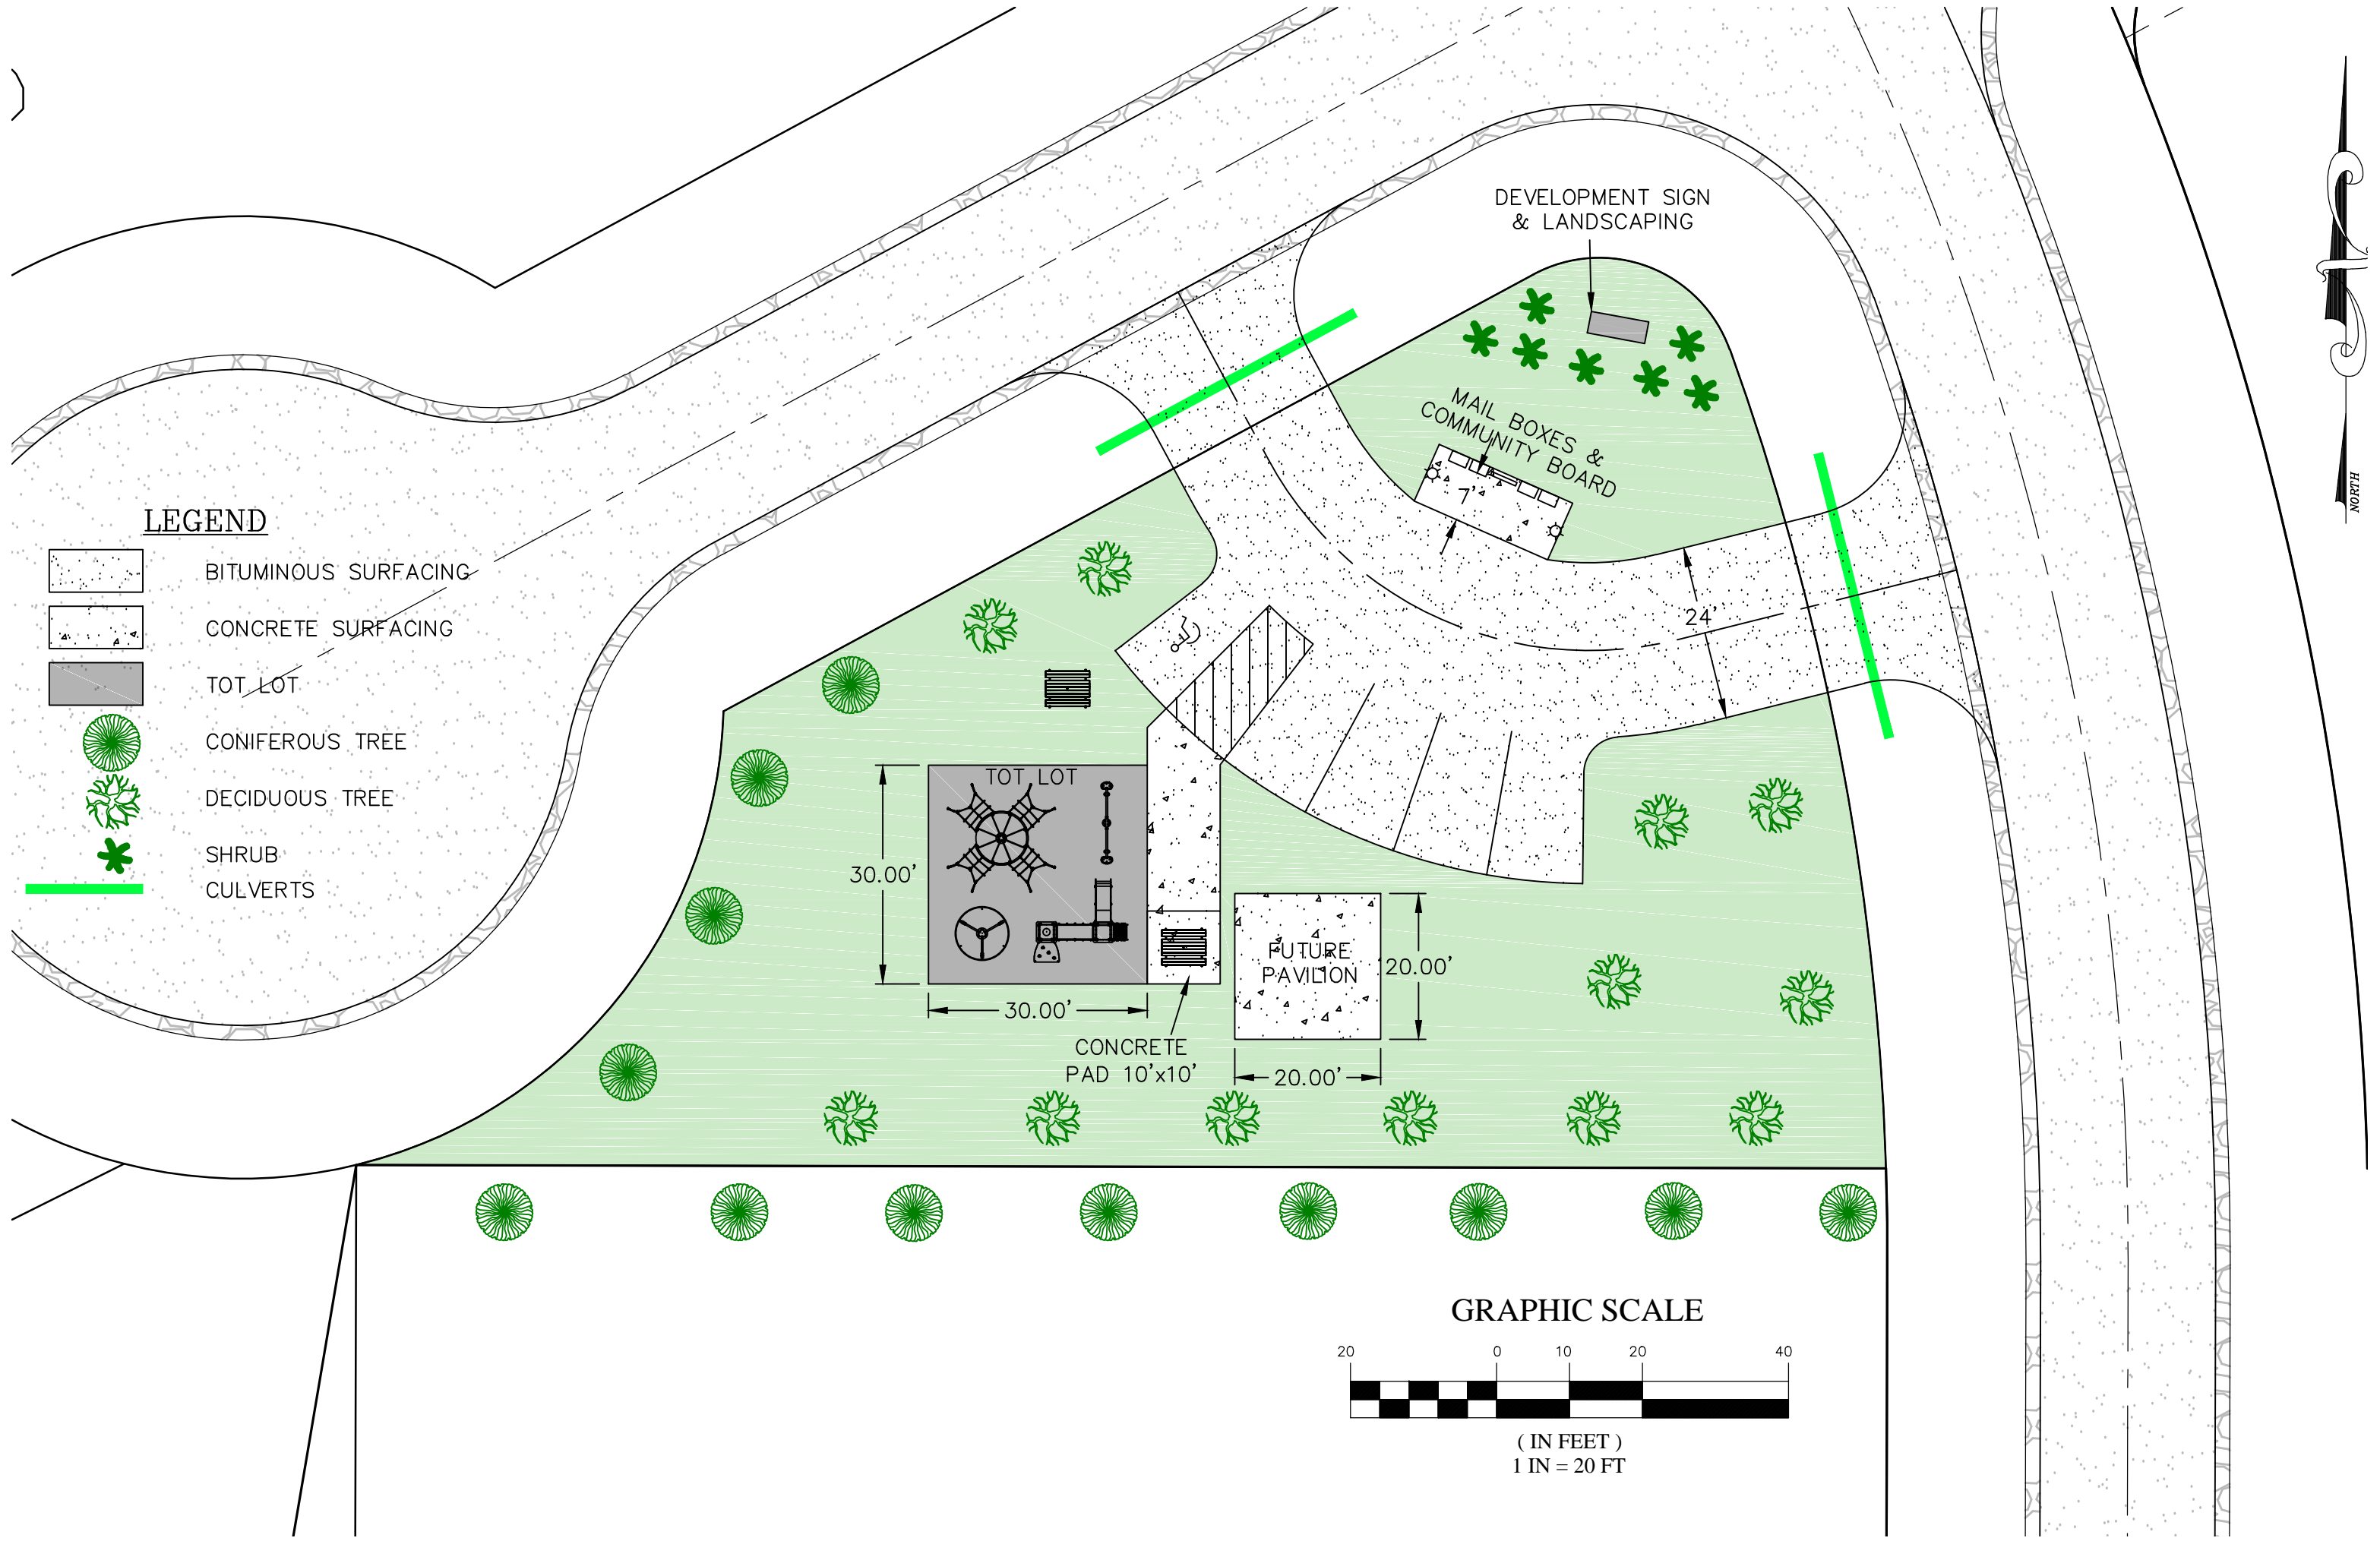 DEVELOPMENT SIGN
& LANDSCAPING
MAIL BOXES &
COMMUNITY BOARD
7'
24'
LEGEND
BITUMINOUS SURFACING
CONCRETE SURFACING
TOT LOT
CONIFEROUS TREE
DECIDUOUS TREE
SHRUB
CULVERTS
TOT LOT
30.00'
30.00'
CONCRETE
PAD 10'x10'
FUTURE
PAVILION
20.00'
20.00'
NORTH
GRAPHIC SCALE
20 0 10 20 40
( IN FEET )
1 IN = 20 FT